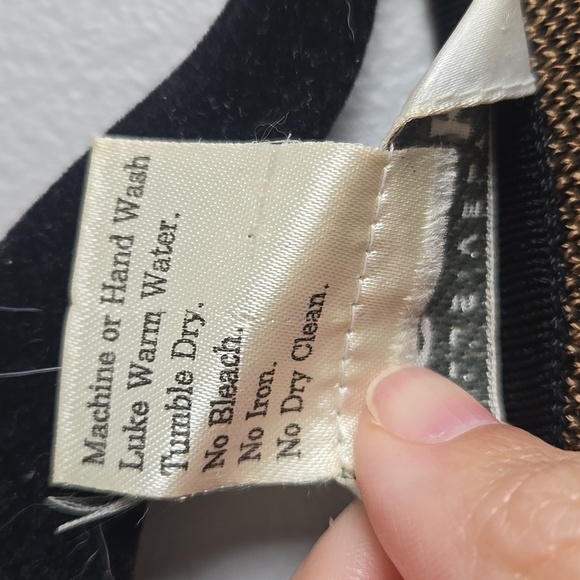 Machine or Hand Wash
Luke Warm Water.
Tumble Dry.
No Bleach.
No Iron.
No Dry Clean.